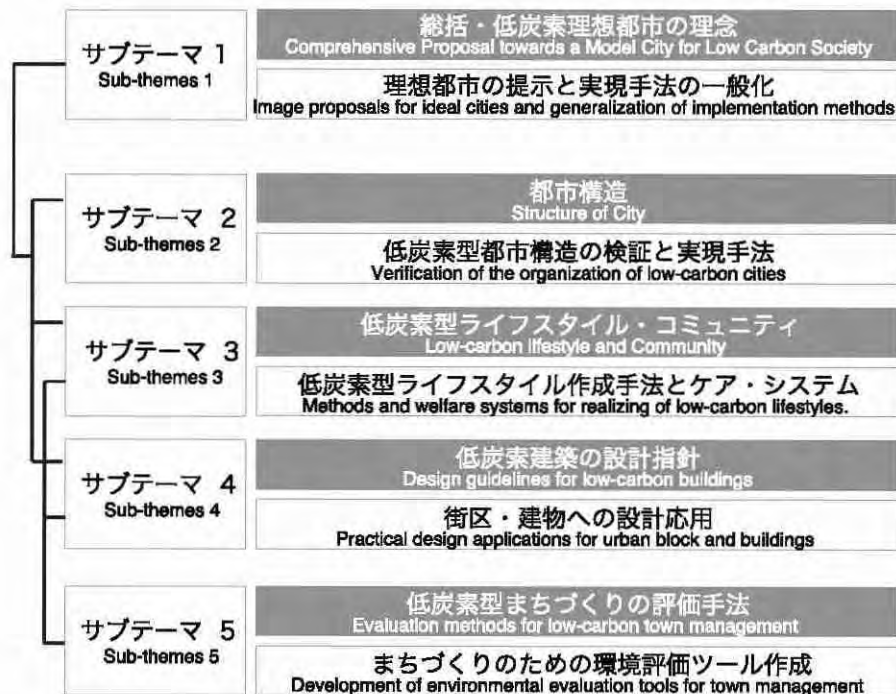 サブテーマ 1
Sub-themes 1
総括・低炭素理想都市の理念
Comprehensive Proposal towards a Model City for Low Carbon Society
理想都市の提示と実現手法の一般化
Image proposals for ideal cities and generalization of implementation methods
サブテーマ 2
Sub-themes 2
都市構造
Structure of City
低炭素型都市構造の検証と実現手法
Verification of the organization of low-carbon cities
サブテーマ 3
Sub-themes 3
低炭素型ライフスタイル・コミュニティ
Low-carbon lifestyle and Community
低炭素型ライフスタイル作成手法とケア・システム
Methods and welfare systems for realizing of low-carbon lifestyles.
サブテーマ 4
Sub-themes 4
低炭素建築の設計指針
Design guidelines for low-carbon buildings
街区・建物への設計応用
Practical design applications for urban block and buildings
サブテーマ 5
Sub-themes 5
低炭素型まちづくりの評価手法
Evaluation methods for low-carbon town management
まちづくりのための環境評価ツール作成
Development of environmental evaluation tools for town management